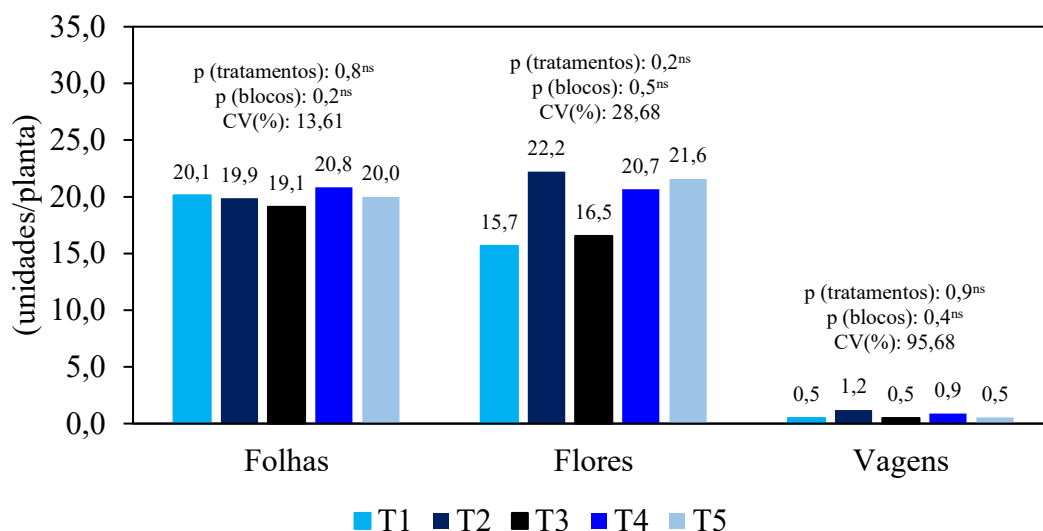 35,0
30,0
25,0
20,0
15,0
10,0
5,0
0,0
(unidades/planta)
p (tratamentos): 0,8ns
p (blocos): 0,2ns
CV(%): 13,61
20,1
19,9
19,1
20,8
20,0
p (tratamentos): 0,2ns
p (blocos): 0,5ns
CV(%): 28,68
15,7
22,2
16,5
20,7
21,6
p (tratamentos): 0,9ns
p (blocos): 0,4ns
CV(%): 95,68
0,5
1,2
0,5
0,9
0,5
Folhas
Flores
Vagens
T1
T2
T3
T4
T5